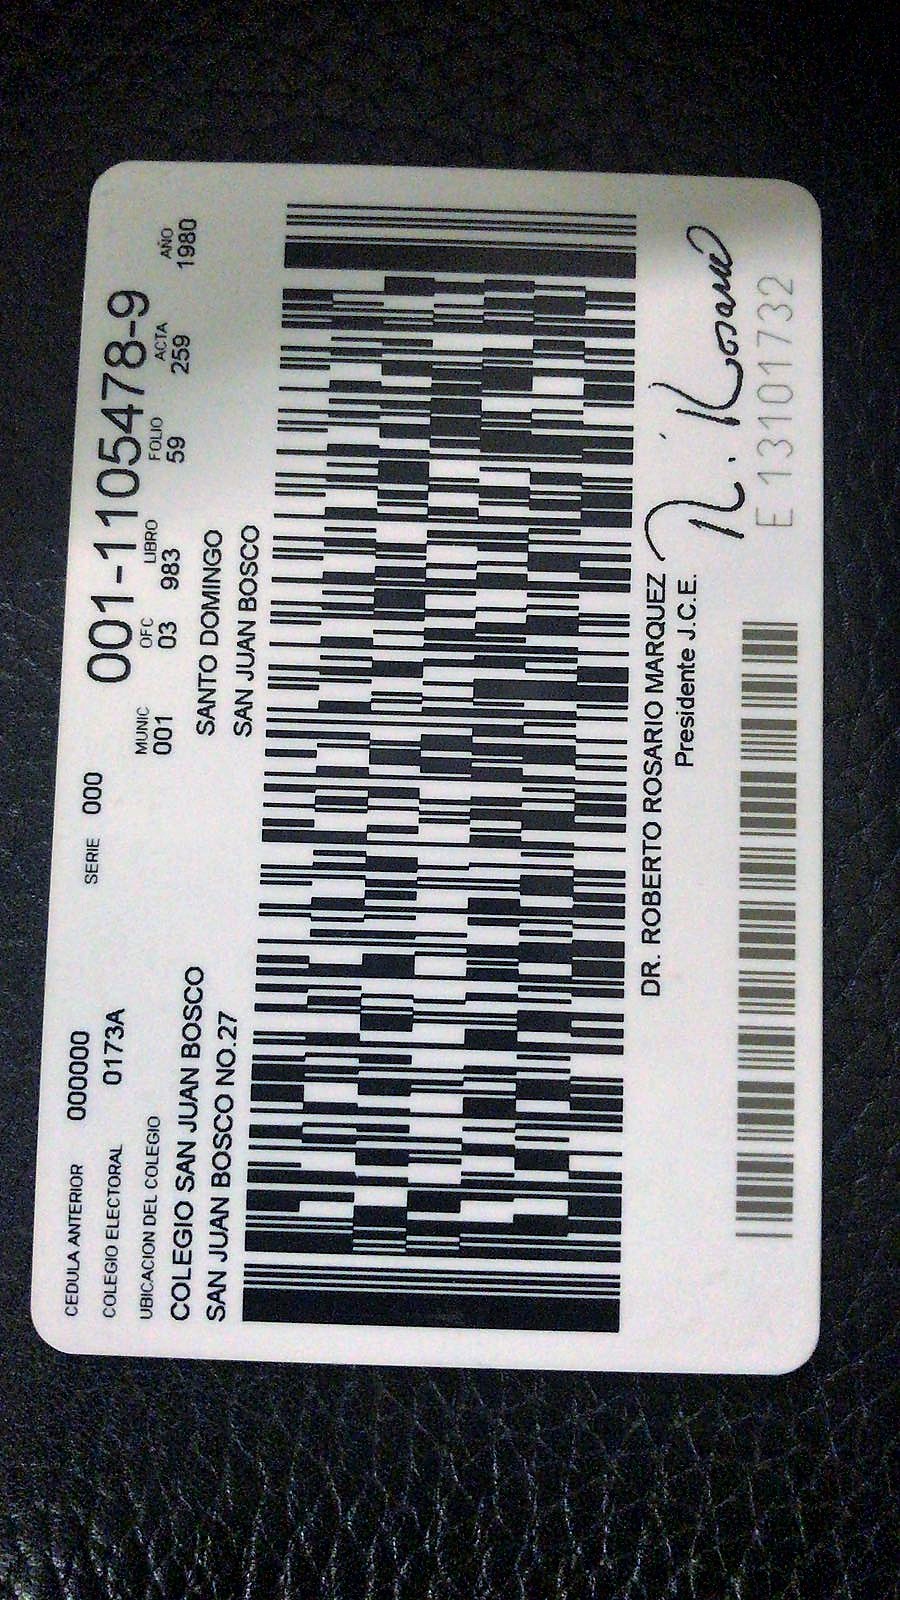 CEDULA ANTERIOR 000000 SERIE 000 001-1105478-9
COLEGIO ELECTORAL 0173A
MUNIC OFC LIBRO FOLIO ACTA AÑO
001 03 983 59 259 1980
UBICACION DEL COLEGIO
COLEGIO SAN JUAN BOSCO SANTO DOMINGO
SAN JUAN BOSCO NO.27 SAN JUAN BOSCO
DR. ROBERTO ROSARIO MARQUEZ
Presidente J.C.E.
R. Rosario
E 13101732